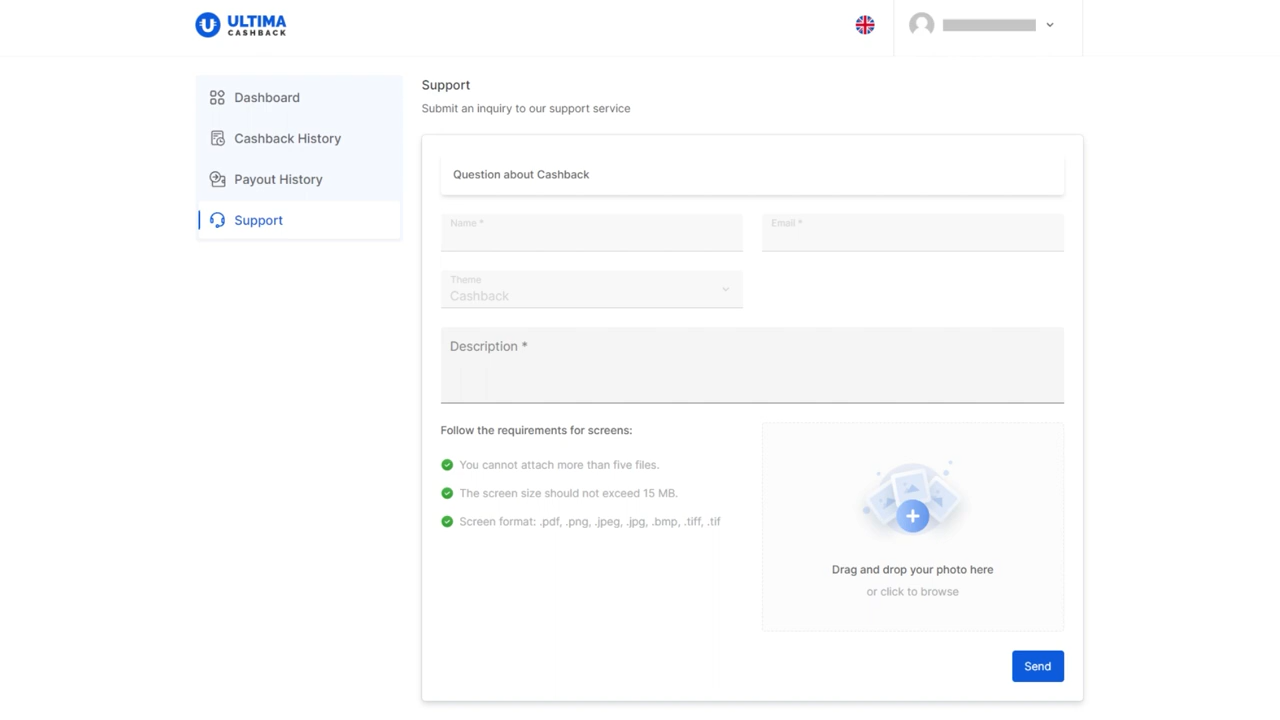 ULTIMA
CASHBACK
Dashboard
Cashback History
Payout History
Support
Support
Submit an inquiry to our support service
Question about Cashback
Name *
Email *
Theme
Cashback
Description *
Follow the requirements for screens:
You cannot attach more than five files.
The screen size should not exceed 15 MB.
Screen format: .pdf, .png, .jpeg, .jpg, .bmp, .tiff, .tif
Drag and drop your photo here
or click to browse
Send